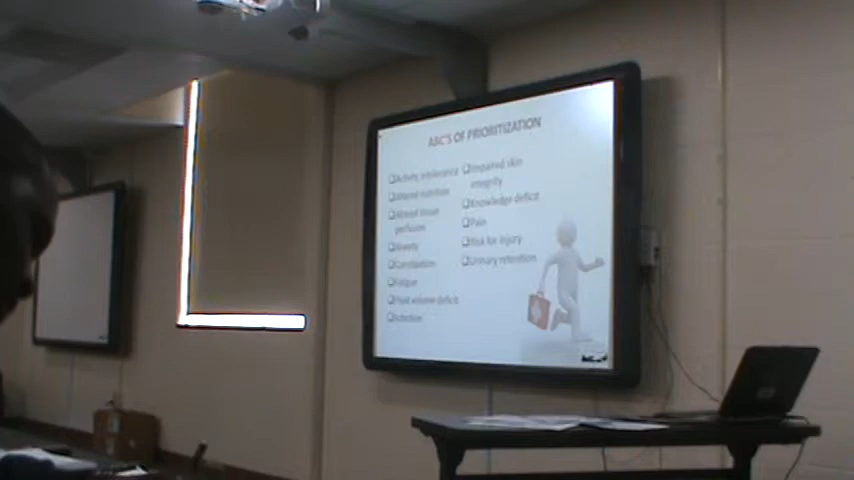 ABC'S OF PRIORITIZATION
Activity intolerance
Altered nutrition
Altered tissue
perfusion
Anxiety
Constipation
Fatigue
Fluid volume deficit
Infection
Impaired skin
integrity
Knowledge deficit
Pain
Risk for injury
Urinary retention